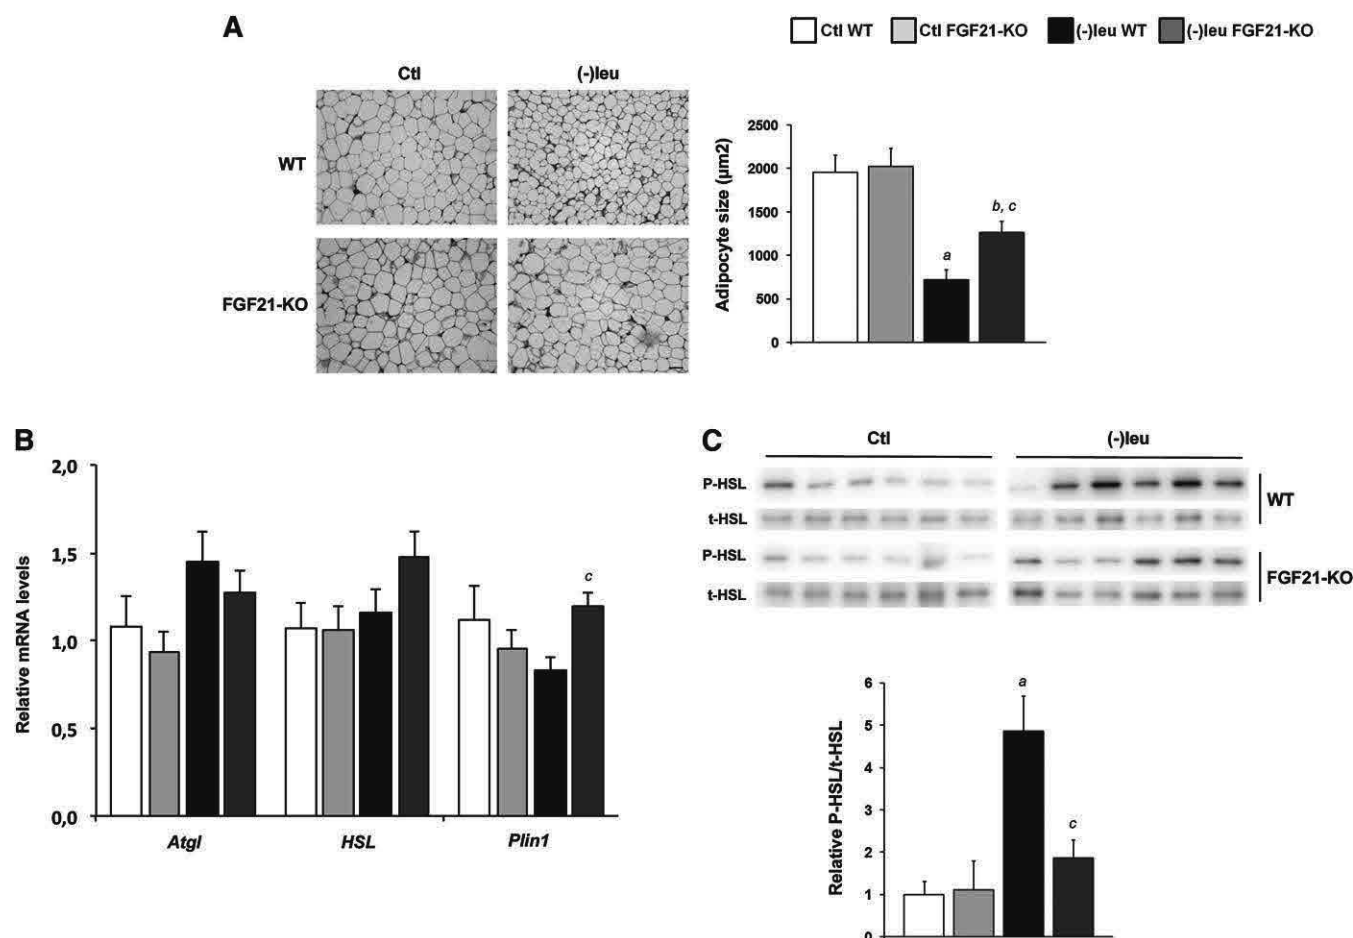 A
Ctl WT
Ctl FGF21-KO
(-)leu WT
(-)leu FGF21-KO
Ctl
(-)leu
WT
FGF21-KO
Adipocyte size (µm2)
2500
2000
1500
1000
500
0
a
b, c
B
Relative mRNA levels
2,0
1,5
1,0
0,5
0,0
c
Atgl
HSL
Plin1
C
Ctl
(-)leu
P-HSL
t-HSL
WT
P-HSL
t-HSL
FGF21-KO
Relative P-HSL/t-HSL
6
5
4
3
2
1
0
a
c